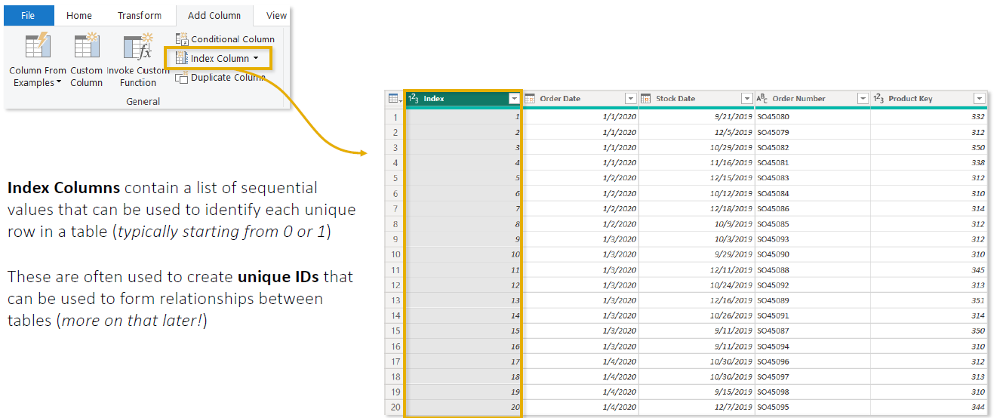 File Home Transform Add Column View
Conditional Column
Index Column
Duplicate Column
Column From Examples
Custom Column
Invoke Custom Function
General
Index Columns contain a list of sequential
values that can be used to identify each unique
row in a table (typically starting from 0 or 1)
These are often used to create unique IDs that
can be used to form relationships between
tables (more on that later!)
1²3 Index Order Date Stock Date ABC Order Number 1²3 Product Key
1 1 1/1/2020 9/21/2019 SO45080 332
2 2 1/1/2020 12/5/2019 SO45079 312
3 3 1/1/2020 10/29/2019 SO45082 350
4 4 1/1/2020 11/16/2019 SO45081 338
5 5 1/2/2020 12/15/2019 SO45083 312
6 6 1/2/2020 10/12/2019 SO45084 310
7 7 1/2/2020 12/18/2019 SO45086 314
8 8 1/2/2020 10/9/2019 SO45085 312
9 9 1/3/2020 10/3/2019 SO45093 312
10 10 1/3/2020 9/29/2019 SO45090 310
11 11 1/3/2020 12/11/2019 SO45088 345
12 12 1/3/2020 10/24/2019 SO45092 313
13 13 1/3/2020 12/16/2019 SO45089 351
14 14 1/3/2020 10/26/2019 SO45091 314
15 15 1/3/2020 9/11/2019 SO45087 350
16 16 1/3/2020 9/11/2019 SO45094 310
17 17 1/4/2020 10/30/2019 SO45096 312
18 18 1/4/2020 10/30/2019 SO45097 313
19 19 1/4/2020 9/15/2019 SO45098 310
20 20 1/4/2020 12/7/2019 SO45095 344